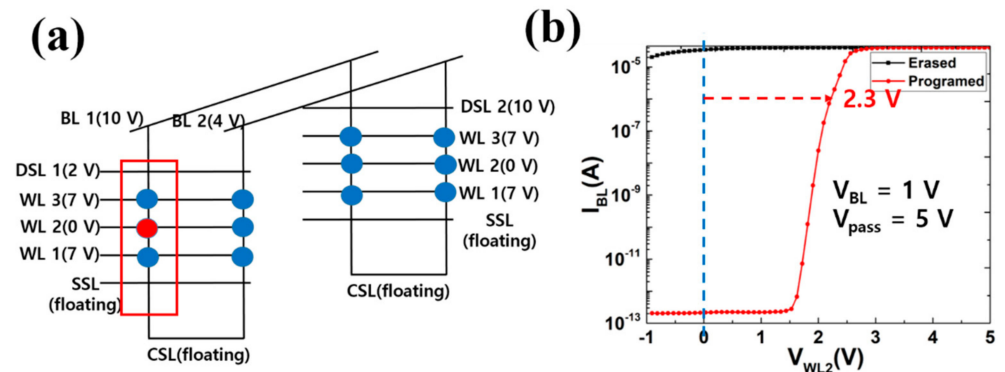 (a)
BL 1(10 V)
BL 2(4 V)
DSL 1(2 V)
WL 3(7 V)
WL 2(0 V)
WL 1(7 V)
SSL
(floating)
CSL(floating)
DSL 2(10 V)
WL 3(7 V)
WL 2(0 V)
WL 1(7 V)
SSL
(floating)
CSL(floating)
(b)
Erased
Programed
2.3 V
V_BL = 1 V
V_pass = 5 V
I_BL(A)
10^-5
10^-7
10^-9
10^-11
10^-13
-1 0 1 2 3 4 5
V_WL2(V)